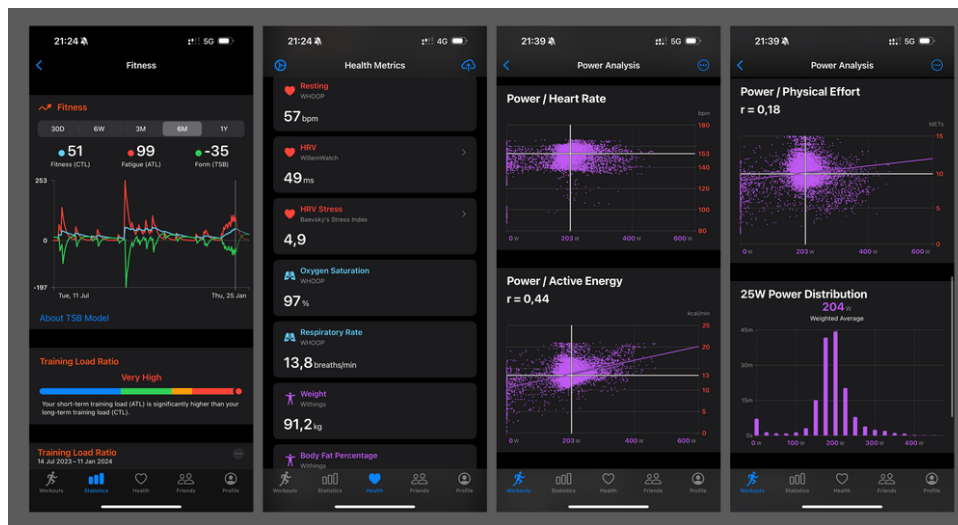 21:24
5G
Fitness
Fitness
30D 6W 3M 6M 1Y
51 99 -35
Fitness (CTL) Fatigue (ATL) Form (TSB)
253
0
-197
Tue, 11 Jul Thu, 25 Jan
About TSB Model
Training Load Ratio
Very High
Your short-term training load (ATL) is significantly higher than your
long-term training load (CTL).
Training Load Ratio
14 Jul 2023–11 Jan 2024
Workouts Statistics Health Friends Profile
21:24
4G
Health Metrics
Resting
WHOOP
57 bpm
HRV
WillemWatch
49 ms
HRV Stress
Baevsky's Stress Index
4,9
Oxygen Saturation
WHOOP
97 %
Respiratory Rate
WHOOP
13,8 breaths/min
Weight
Withings
91,2 kg
Body Fat Percentage
Withings
Workouts Statistics Health Friends Profile
21:39
5G
Power Analysis
Power / Heart Rate
bpm
180
153
140
120
100
80
0 W 203 W 400 W 600 W
Power / Active Energy
r = 0,44
kcal/min
25
20
13
10
5
0
0 W 203 W 400 W 600 W
Workouts Statistics Health Friends Profile
21:39
5G
Power Analysis
Power / Physical Effort
r = 0,18
METs
15
10
5
0
0 W 203 W 400 W 600 W
25W Power Distribution
204 W
Weighted Average
45m
30m
15m
0s
0 W 100 W 200 W 300 W 400 W
Workouts Statistics Health Friends Profile